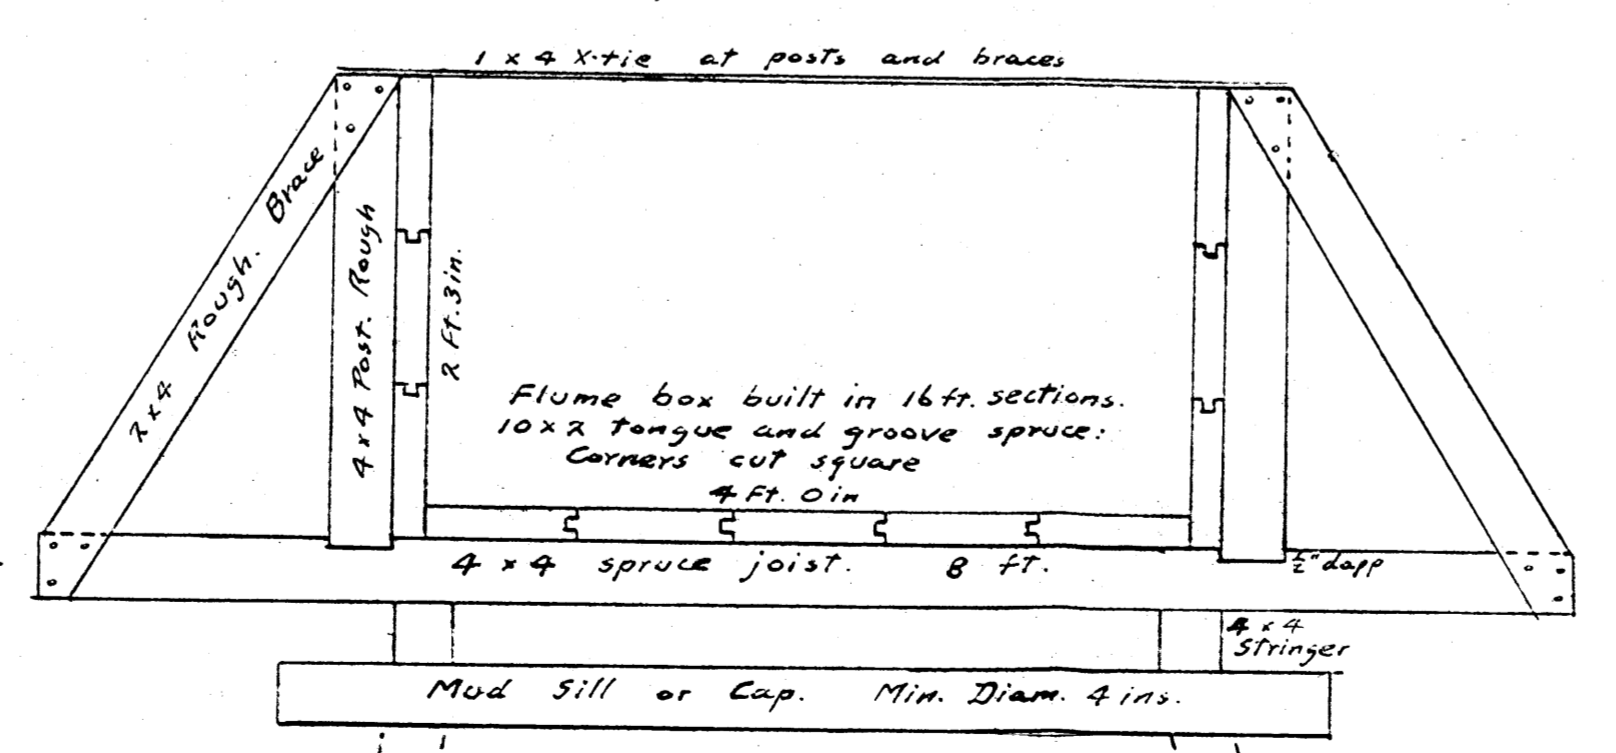 1 x 4 X-tie at posts and braces
2x4 Rough. Brace
4x4 Post. Rough
2 Ft. 3 in.
Flume box built in 16 ft. sections.
10 x 2 tongue and groove spruce:
Corners cut square
4 Ft. 0 in
4 x 4 spruce joist. 8 ft.
½" dapp
4 x 4
Stringer
Mud Sill or Cap. Min. Diam. 4 ins.